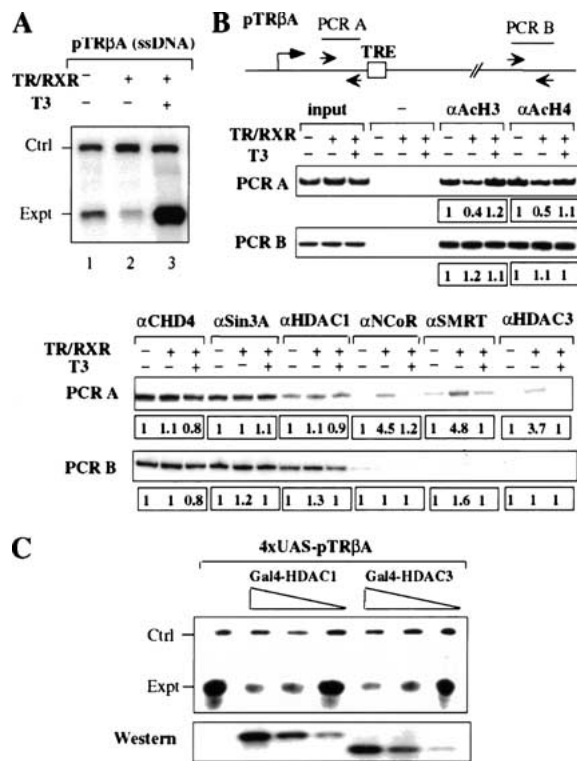 A
pTRβA (ssDNA)
TR/RXR - + +
T3 +
Ctrl
Expt
1 2 3
B
pTRβA
PCR A
TRE
PCR B
input - αAcH3 αAcH4
TR/RXR - + + - + + - + + - + +
T3 + + + +
PCR A
1 0.4 1.2 1 0.5 1.1
PCR B
1 1.2 1.1 1 1.1 1
αCHD4 αSin3A αHDAC1 αNCoR αSMRT αHDAC3
TR/RXR - + + - + + - + + - + + - + + - + +
T3 + + + + + +
PCR A
1 1.1 0.8 1 1 1.1 1 1.1 0.9 1 4.5 1.2 1 4.8 1 1 3.7 1
PCR B
1 1 0.8 1 1.2 1 1 1.3 1 1 1 1 1 1.6 1 1 1 1
C
4xUAS-pTRβA
Gal4-HDAC1 Gal4-HDAC3
Ctrl
Expt
Western